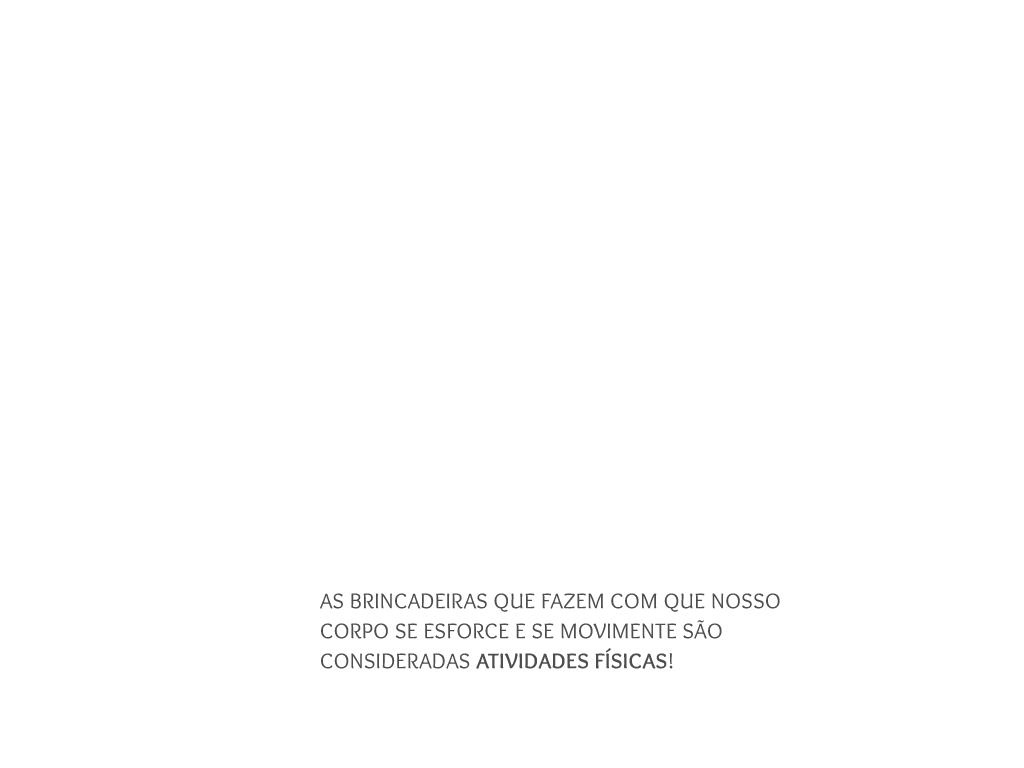 AS BRINCADEIRAS QUE FAZEM COM QUE NOSSO
CORPO SE ESFORCE E SE MOVIMENTE SÃO
CONSIDERADAS ATIVIDADES FÍSICAS!